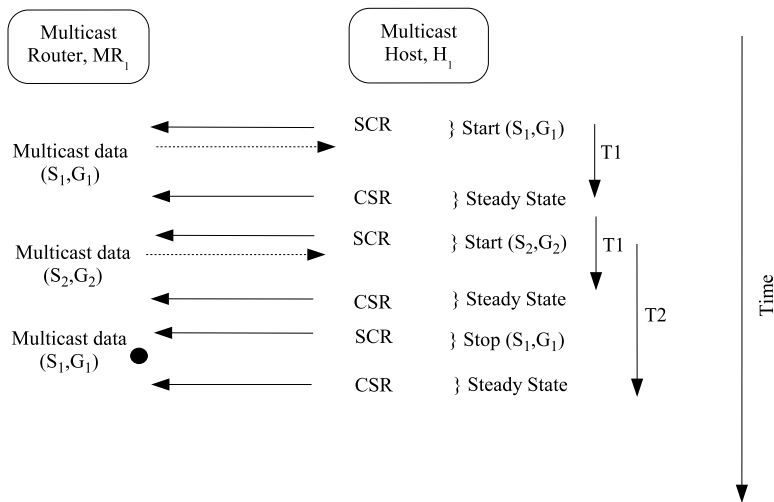 Multicast
Router, MR1
Multicast
Host, H1
SCR } Start (S1,G1)
Multicast data
(S1,G1)
T1
CSR } Steady State
SCR } Start (S2,G2)
Multicast data
(S2,G2)
T1
CSR } Steady State
Multicast data
(S1,G1)
SCR } Stop (S1,G1)
T2
CSR } Steady State
Time